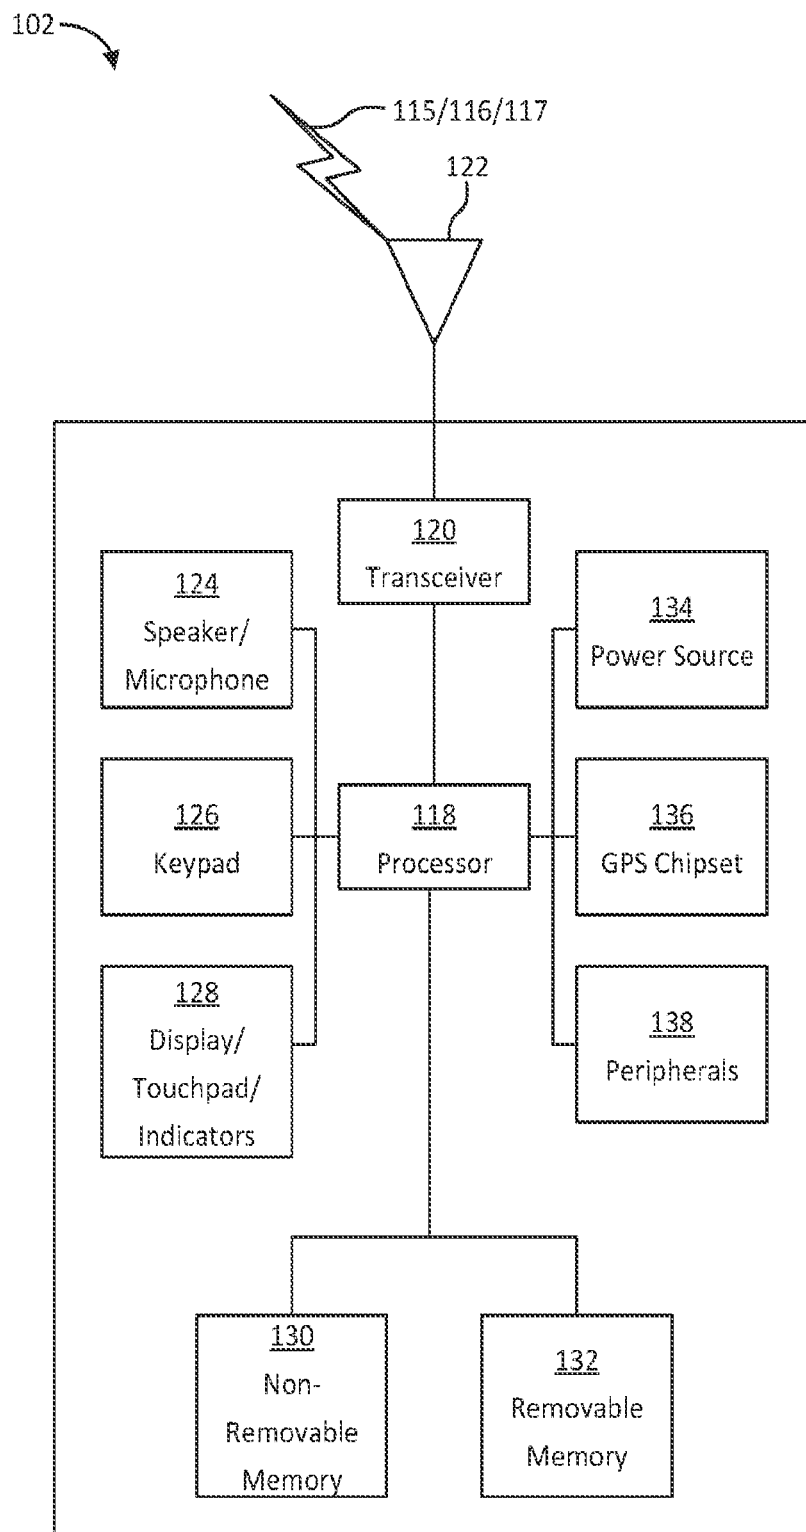 102
115/116/117
122
120
Transceiver
124
Speaker/
Microphone
134
Power Source
126
Keypad
118
Processor
136
GPS Chipset
128
Display/
Touchpad/
Indicators
138
Peripherals
130
Non-
Removable
Memory
132
Removable
Memory